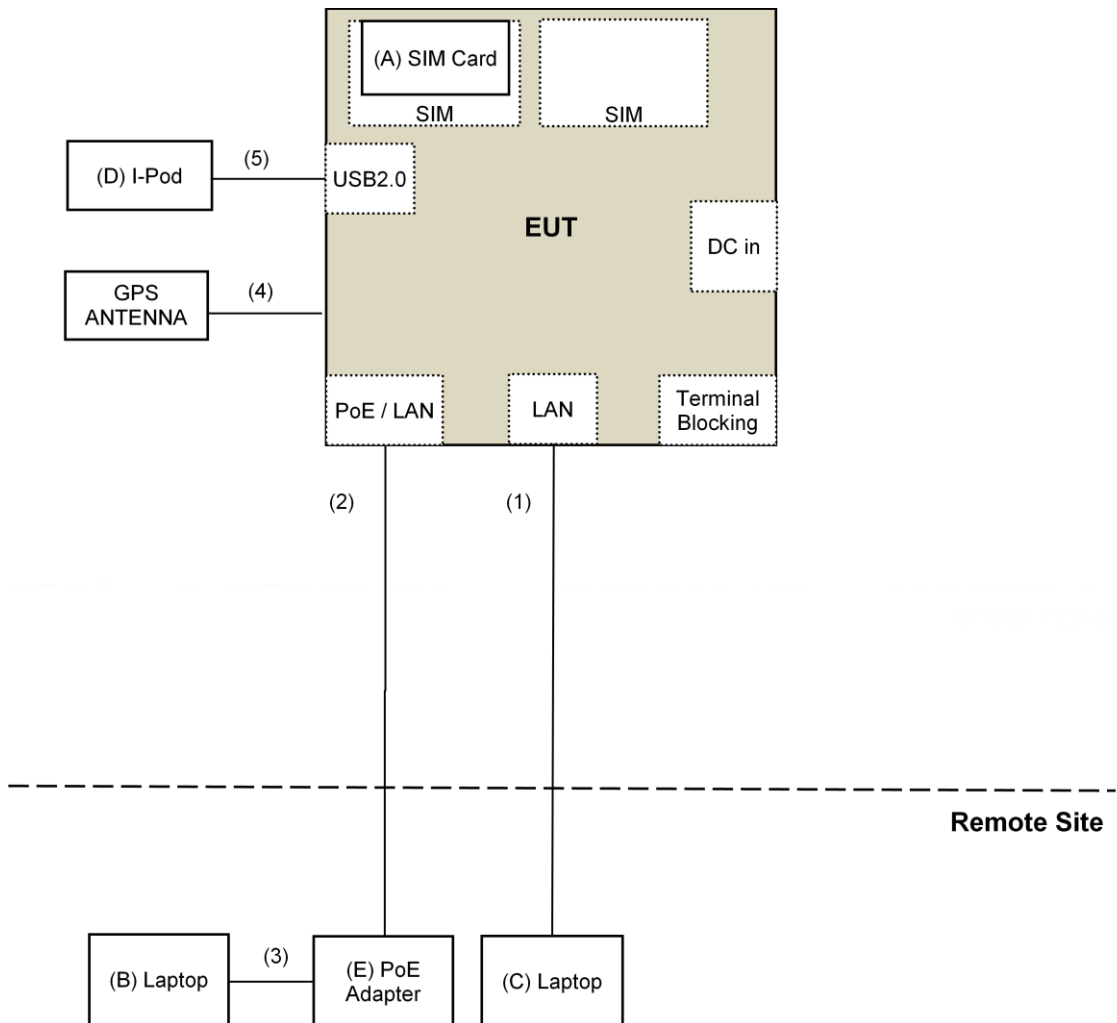 (A) SIM Card
SIM
SIM
(5)
(D) I-Pod
USB2.0
EUT
DC in
(4)
GPS
ANTENNA
PoE / LAN
LAN
Terminal
Blocking
(2)
(1)
Remote Site
(B) Laptop
(3)
(E) PoE
Adapter
(C) Laptop